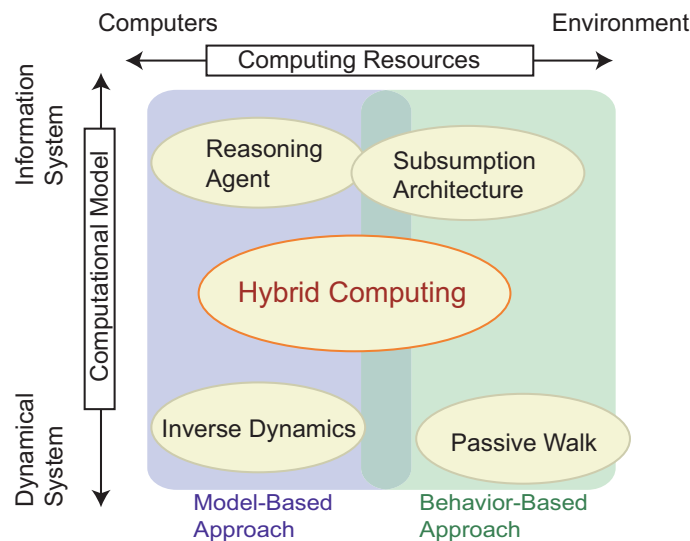 Computers
Environment
Computing Resources
Information
System
Computational Model
Dynamical
System
Reasoning
Agent
Subsumption
Architecture
Hybrid Computing
Inverse Dynamics
Passive Walk
Model-Based
Approach
Behavior-Based
Approach